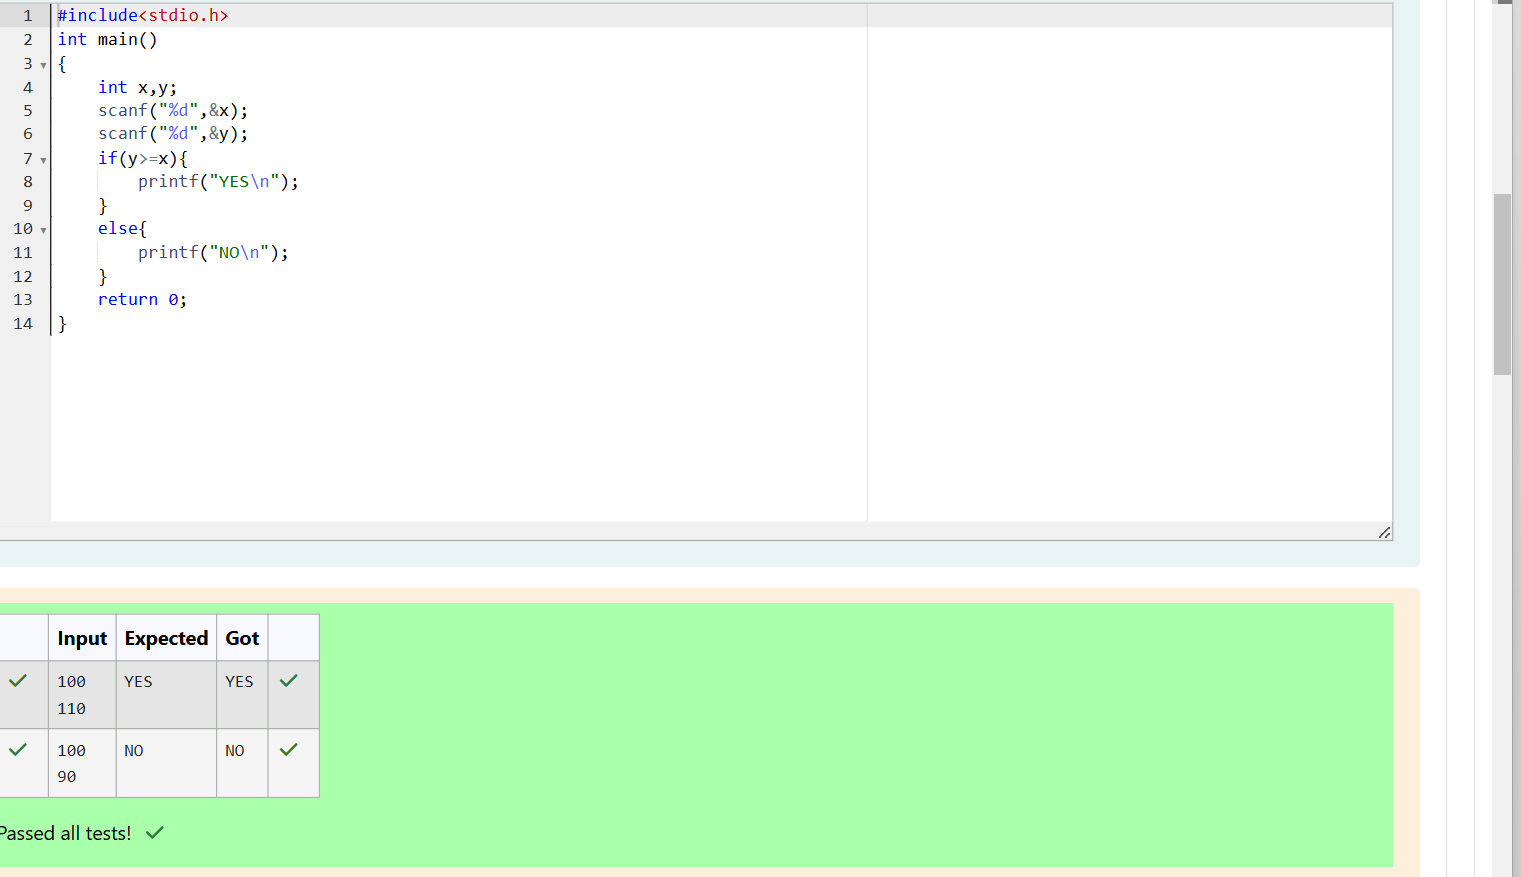 1 #include<stdio.h>
2 int main()
3 {
4 int x,y;
5 scanf("%d",&x);
6 scanf("%d",&y);
7 if(y>=x){
8 printf("YES\n");
9 }
10 else{
11 printf("NO\n");
12 }
13 return 0;
14 }
Input Expected Got
100 YES YES
110
100 NO NO
90
Passed all tests!